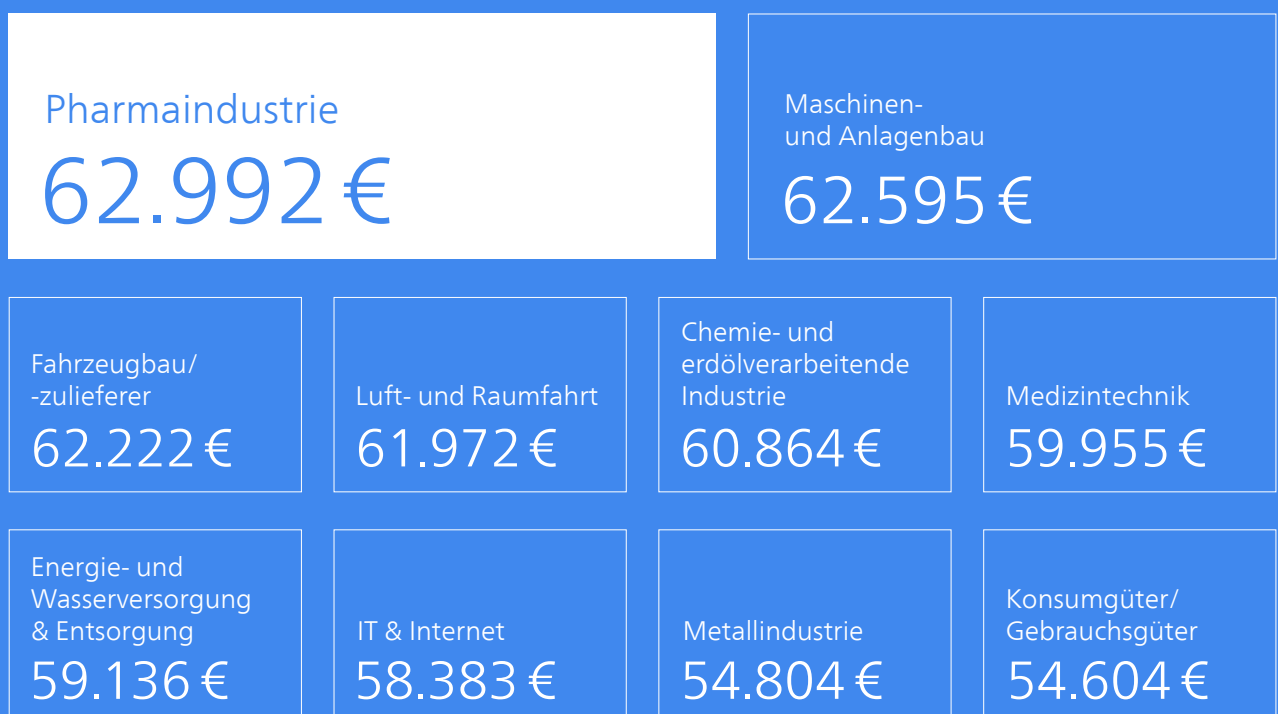 Pharmaindustrie
62.992 €
Maschinen-
und Anlagenbau
62.595 €
Fahrzeugbau/
-zulieferer
62.222 €
Luft- und Raumfahrt
61.972 €
Chemie- und
erdölverarbeitende
Industrie
60.864 €
Medizintechnik
59.955 €
Energie- und
Wasserversorgung
& Entsorgung
59.136 €
IT & Internet
58.383 €
Metallindustrie
54.804 €
Konsumgüter/
Gebrauchsgüter
54.604 €